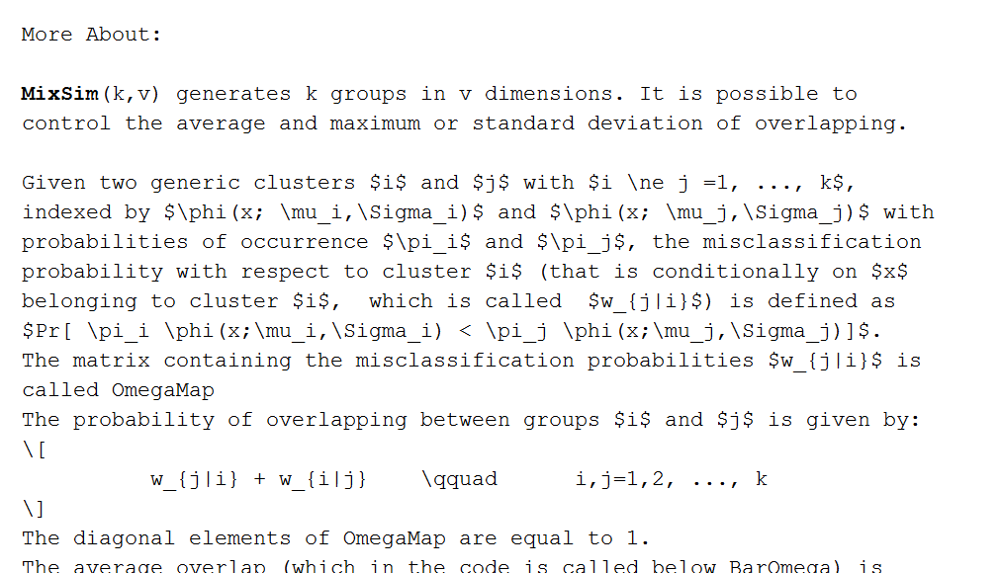 More About:
MixSim(k,v) generates k groups in v dimensions. It is possible to
control the average and maximum or standard deviation of overlapping.
Given two generic clusters $i$ and $j$ with $i \ne j =1, ..., k$,
indexed by $\phi(x; \mu_i,\Sigma_i)$ and $\phi(x; \mu_j,\Sigma_j)$ with
probabilities of occurrence $\pi_i$ and $\pi_j$, the misclassification
probability with respect to cluster $i$ (that is conditionally on $x$
belonging to cluster $i$,  which is called  $w_{j|i}$) is defined as
$Pr[ \pi_i \phi(x;\mu_i,\Sigma_i) < \pi_j \phi(x;\mu_j,\Sigma_j)]$.
The matrix containing the misclassification probabilities $w_{j|i}$ is
called OmegaMap
The probability of overlapping between groups $i$ and $j$ is given by:
\[
w_{j|i} + w_{i|j}    \qquad      i,j=1,2, ..., k
\]
The diagonal elements of OmegaMap are equal to 1.
The average overlap (which in the code is called below BarOmega) is